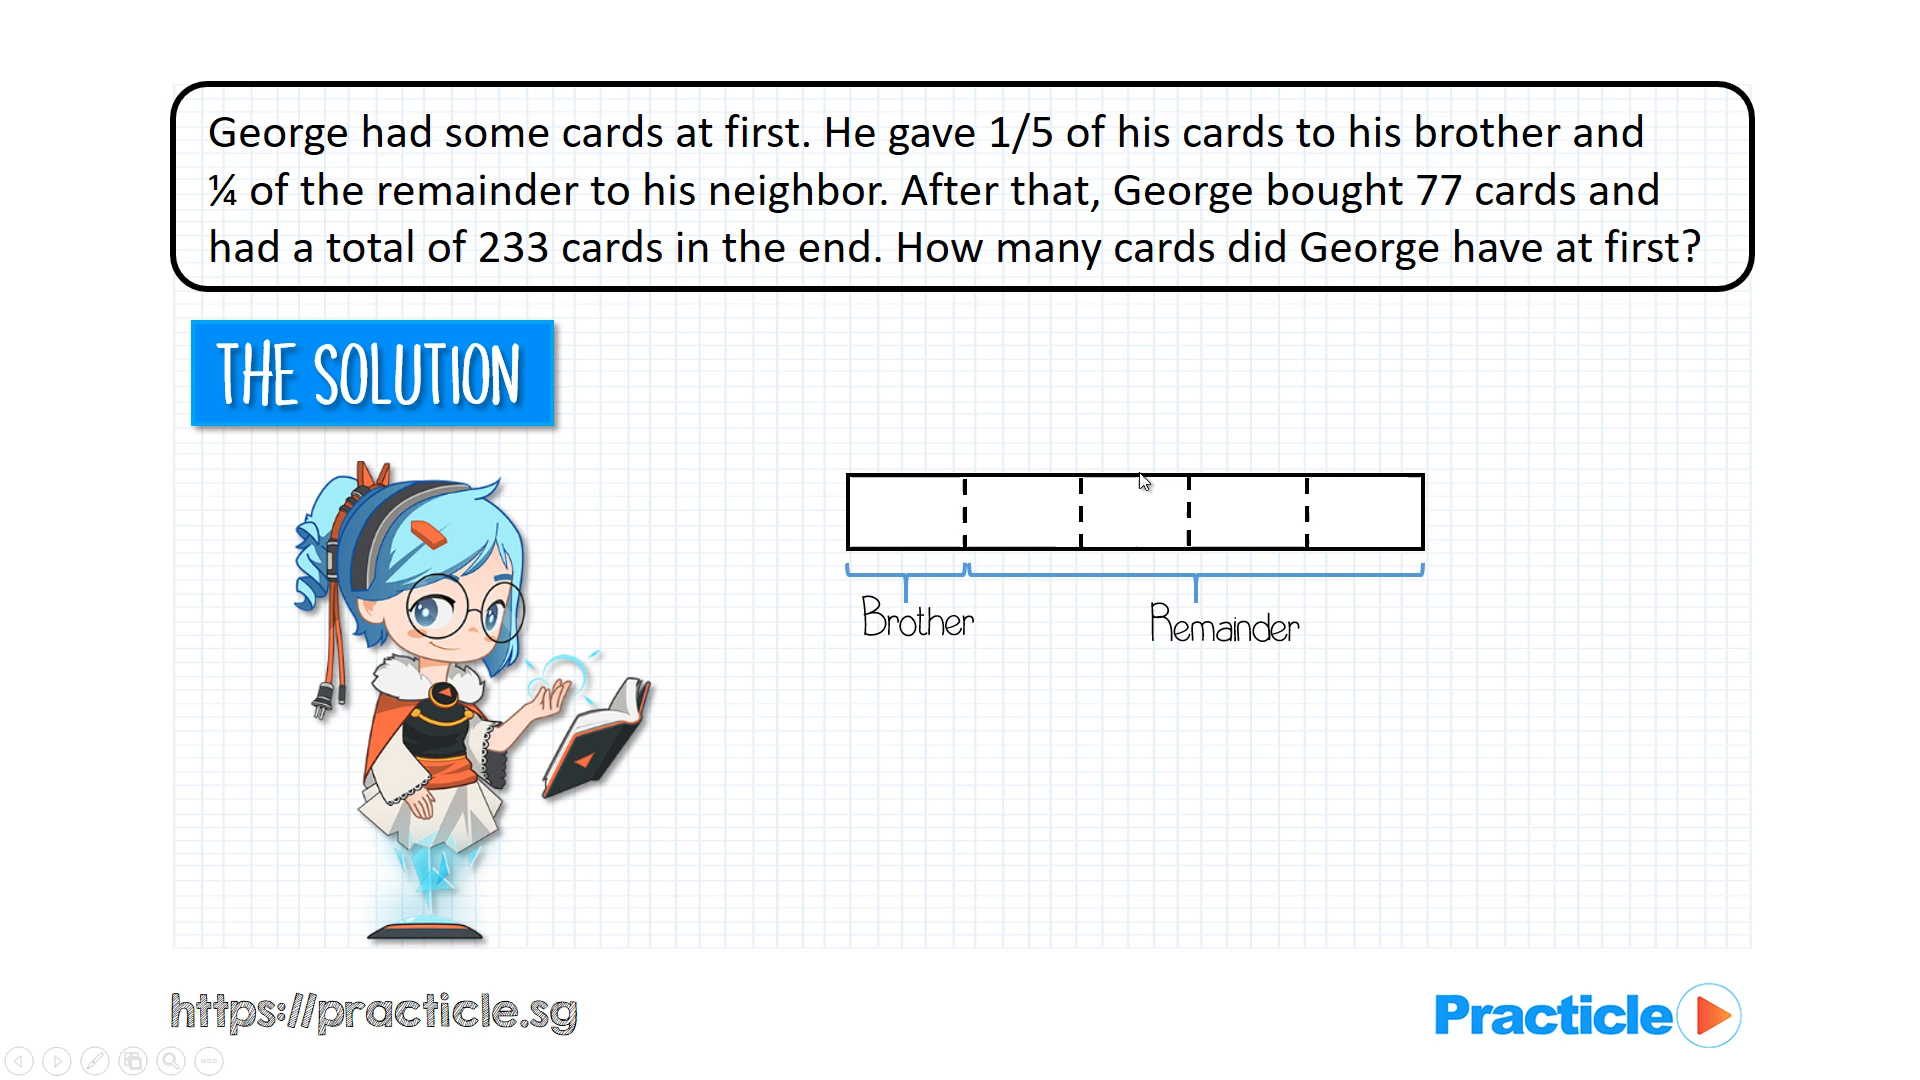 George had some cards at first. He gave 1/5 of his cards to his brother and
¼ of the remainder to his neighbor. After that, George bought 77 cards and
had a total of 233 cards in the end. How many cards did George have at first?
THE SOLUTION
Brother
Remainder
https://practicle.sg
Practicle